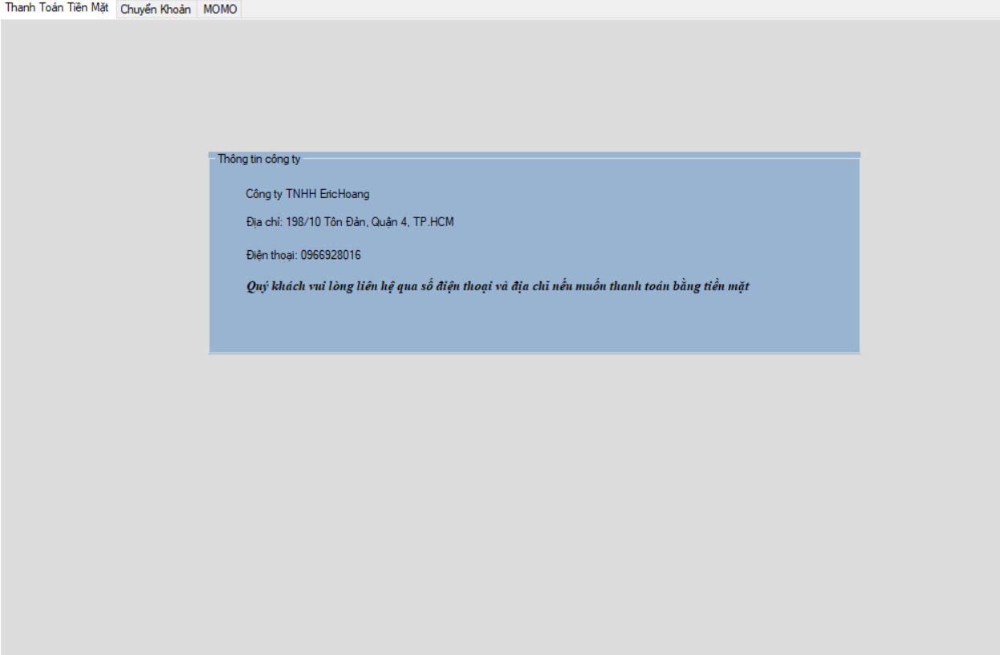 Thanh Toán Tiền Mặt Chuyển Khoản MOMO
Thông tin công ty
Công ty TNHH EricHoang
Địa chỉ: 198/10 Tôn Đản, Quận 4, TP.HCM
Điện thoại: 0966928016
Quý khách vui lòng liên hệ qua số điện thoại và địa chỉ nếu muốn thanh toán bằng tiền mặt